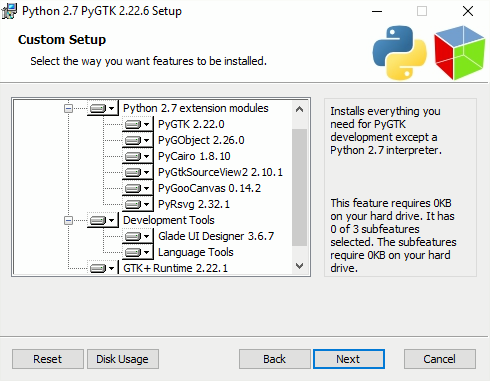 Python 2.7 PyGTK 2.22.6 Setup
Custom Setup
Select the way you want features to be installed.
Python 2.7 extension modules
PyGTK 2.22.0
PyGObject 2.26.0
PyCairo 1.8.10
PyGtkSourceView2 2.10.1
PyGooCanvas 0.14.2
PyRsvg 2.32.1
Development Tools
Glade UI Designer 3.6.7
Language Tools
GTK+ Runtime 2.22.1
Installs everything you
need for PyGTK
development except a
Python 2.7 interpreter.
This feature requires 0KB
on your hard drive. It has
0 of 3 subfeatures
selected. The subfeatures
require 0KB on your hard
drive.
Reset
Disk Usage
Back
Next
Cancel